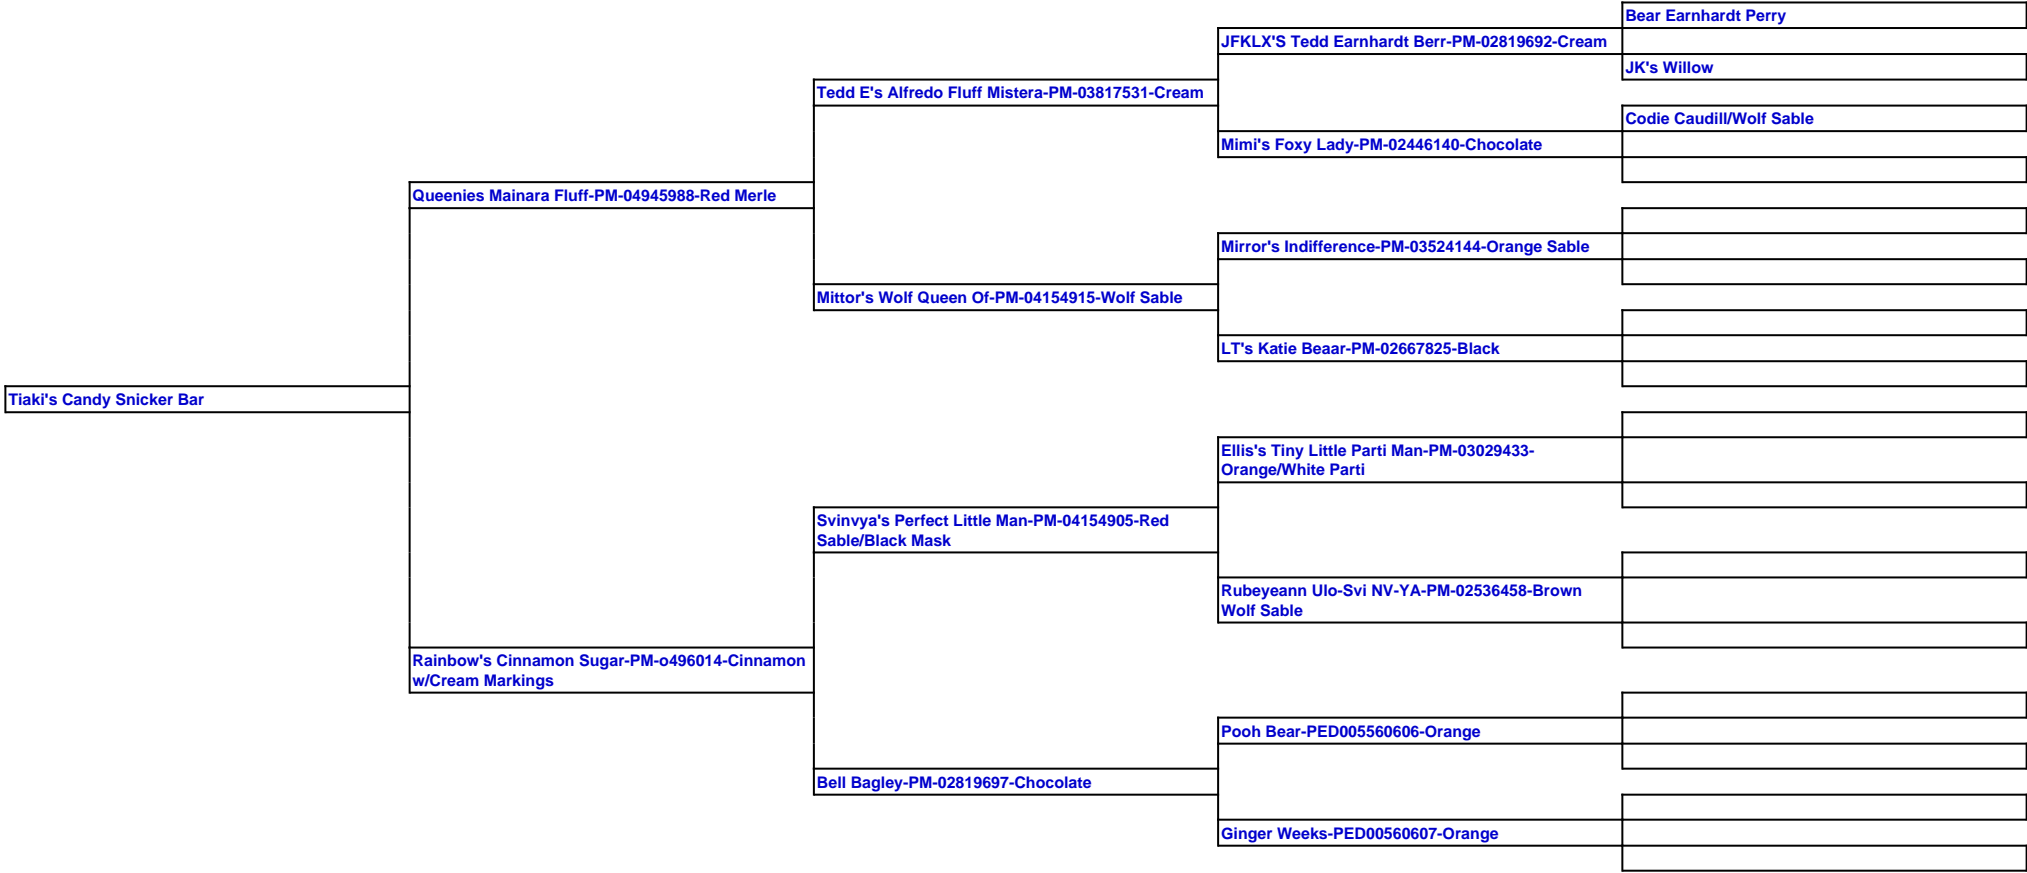 Bear Earnhardt Perry
JFKLX'S Tedd Earnhardt Berr-PM-02819692-Cream
JK's Willow
Tedd E's Alfredo Fluff Mistera-PM-03817531-Cream
Codie Caudill/Wolf Sable
Mimi's Foxy Lady-PM-02446140-Chocolate
Queenies Mainara Fluff-PM-04945988-Red Merle
Mirror's Indifference-PM-03524144-Orange Sable
Mittor's Wolf Queen Of-PM-04154915-Wolf Sable
LT's Katie Beaar-PM-02667825-Black
Tiaki's Candy Snicker Bar
Ellis's Tiny Little Parti Man-PM-03029433-
Orange/White Parti
Svinvya's Perfect Little Man-PM-04154905-Red
Sable/Black Mask
Rubeyeann Ulo-Svi NV-YA-PM-02536458-Brown
Wolf Sable
Rainbow's Cinnamon Sugar-PM-o496014-Cinnamon
w/Cream Markings
Pooh Bear-PED005560606-Orange
Bell Bagley-PM-02819697-Chocolate
Ginger Weeks-PED00560607-Orange